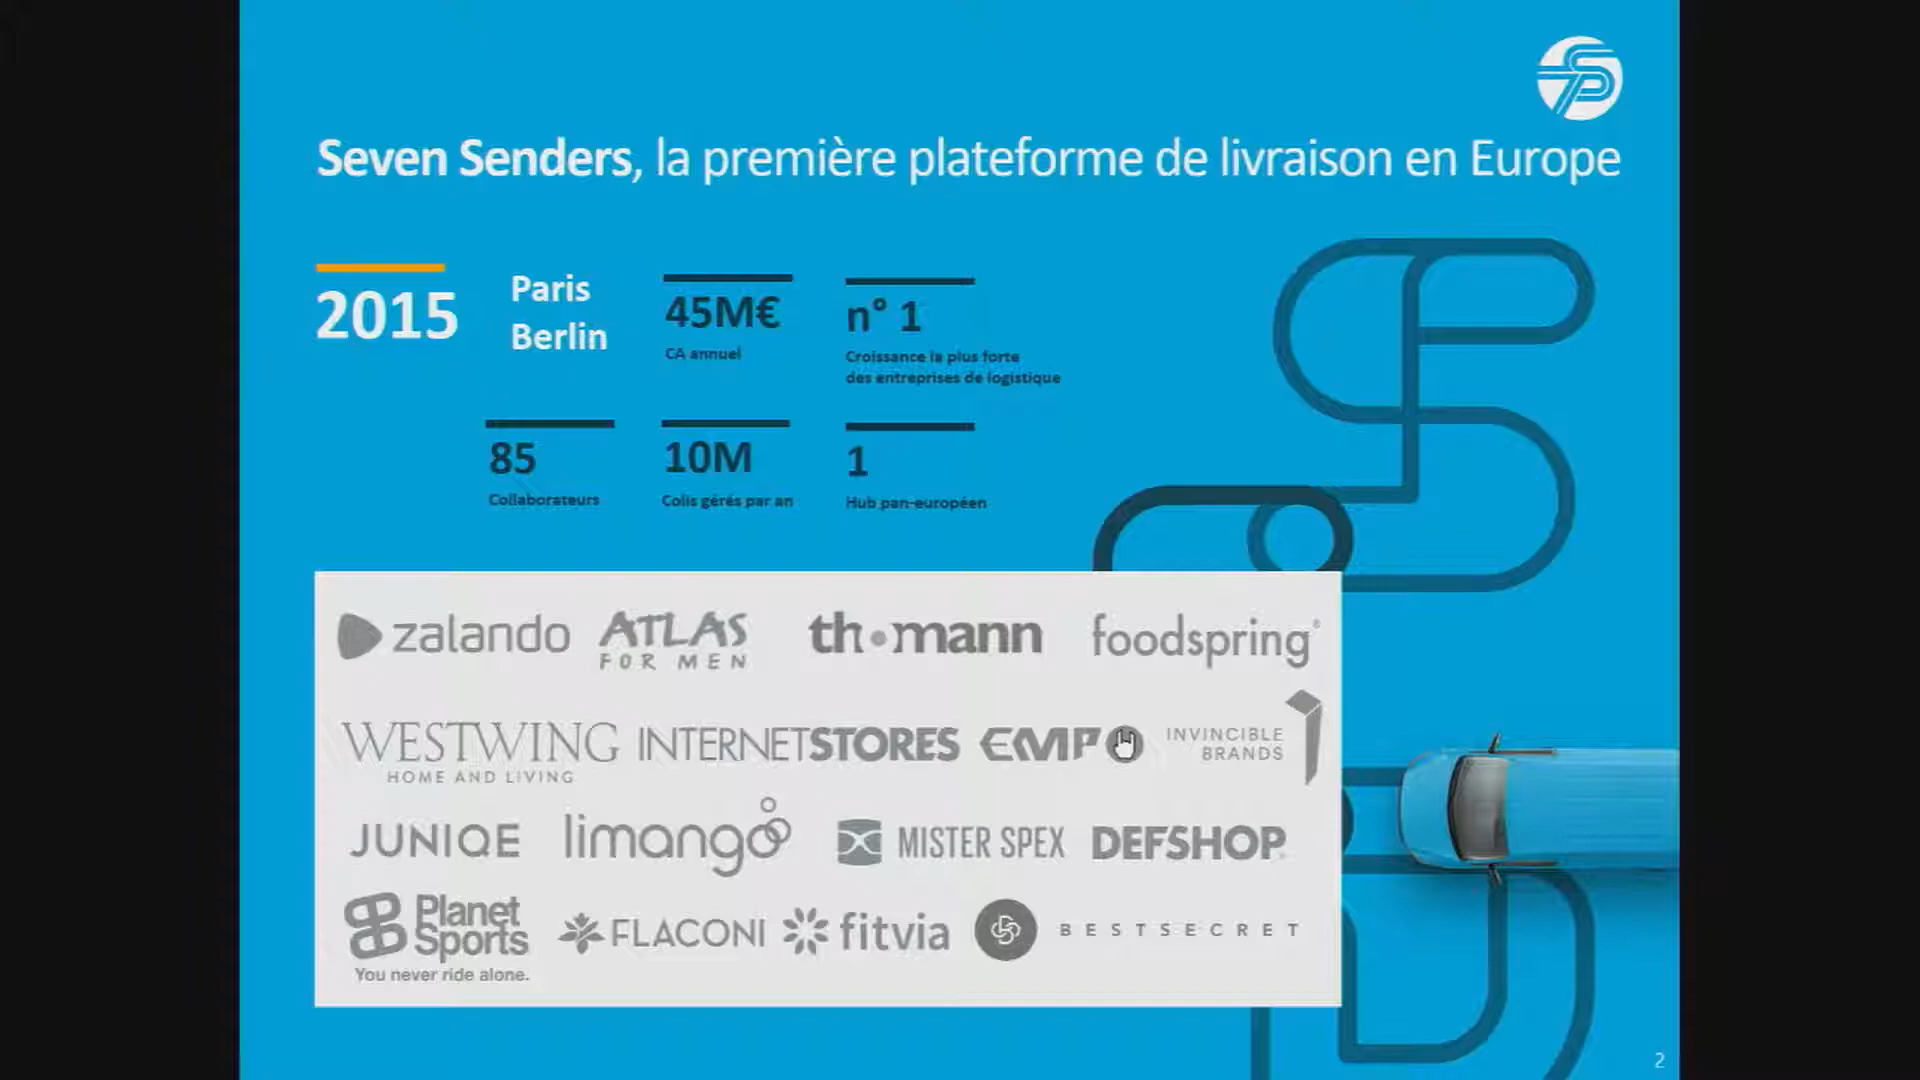 Seven Senders, la première plateforme de livraison en Europe
2015
Paris
Berlin
45M€
CA annuel
n° 1
Croissance la plus forte
des entreprises de logistique
85
Collaborateurs
10M
Colis gérés par an
1
Hub pan-européen
zalando
ATLAS
FOR MEN
th•mann
foodspring®
WESTWING
HOME AND LIVING
INTERNETSTORES
EMP
INVINCIBLE
BRANDS
JUNIQE
limango
MISTER SPEX
DEFSHOP
Planet
Sports
You never ride alone.
FLACONI
fitvia
BESTSECRET
2